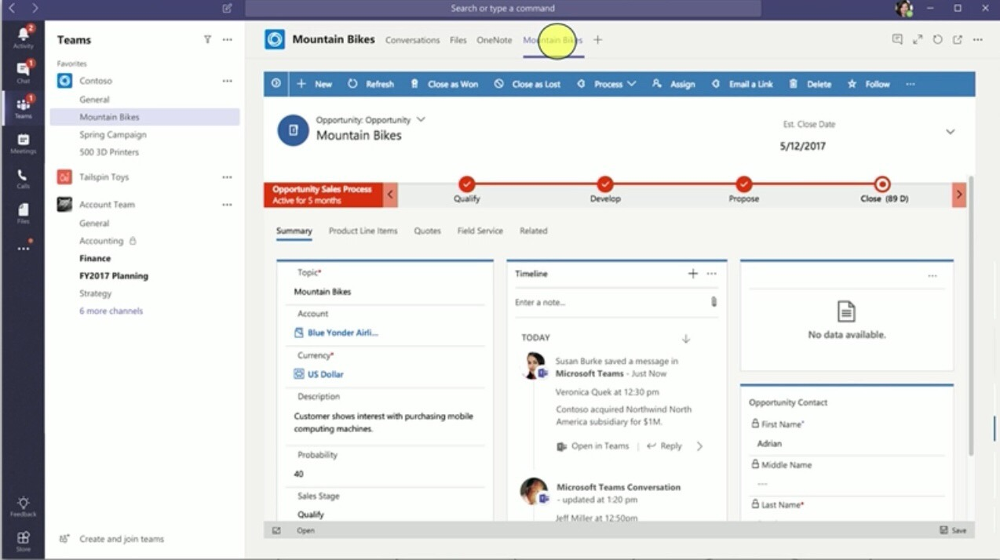 Search or type a command
Activity
2
Chat
1
Teams
1
Meetings
Calls
Files
Feedback
Store
Teams
Favorites
Contoso
General
Mountain Bikes
Spring Campaign
500 3D Printers
Tailspin Toys
Account Team
General
Accounting
Finance
FY2017 Planning
Strategy
6 more channels
Create and join teams
Mountain Bikes Conversations Files OneNote Mountain Bikes
New Refresh Close as Won Close as Lost Process Assign Email a Link Delete Follow
Opportunity: Opportunity
Mountain Bikes
Est. Close Date
5/12/2017
Opportunity Sales Process
Active for 5 months
Qualify Develop Propose Close (89 D)
Summary Product Line Items Quotes Field Service Related
Topic*
Mountain Bikes
Account
Blue Yonder Airli...
Currency*
US Dollar
Description
Customer shows interest with purchasing mobile
computing machines.
Probability
40
Sales Stage
Qualify
Timeline
Enter a note...
TODAY
Susan Burke saved a message in
Microsoft Teams - Just Now
Veronica Quek at 12:30 pm
Contoso acquired Northwind North
America subsidiary for $1M.
Open in Teams | Reply
Microsoft Teams Conversation
- updated at 1:20 pm
Jeff Miller at 12:50pm
No data available.
Opportunity Contact
First Name*
Adrian
Middle Name
---
Last Name*
Open
Save